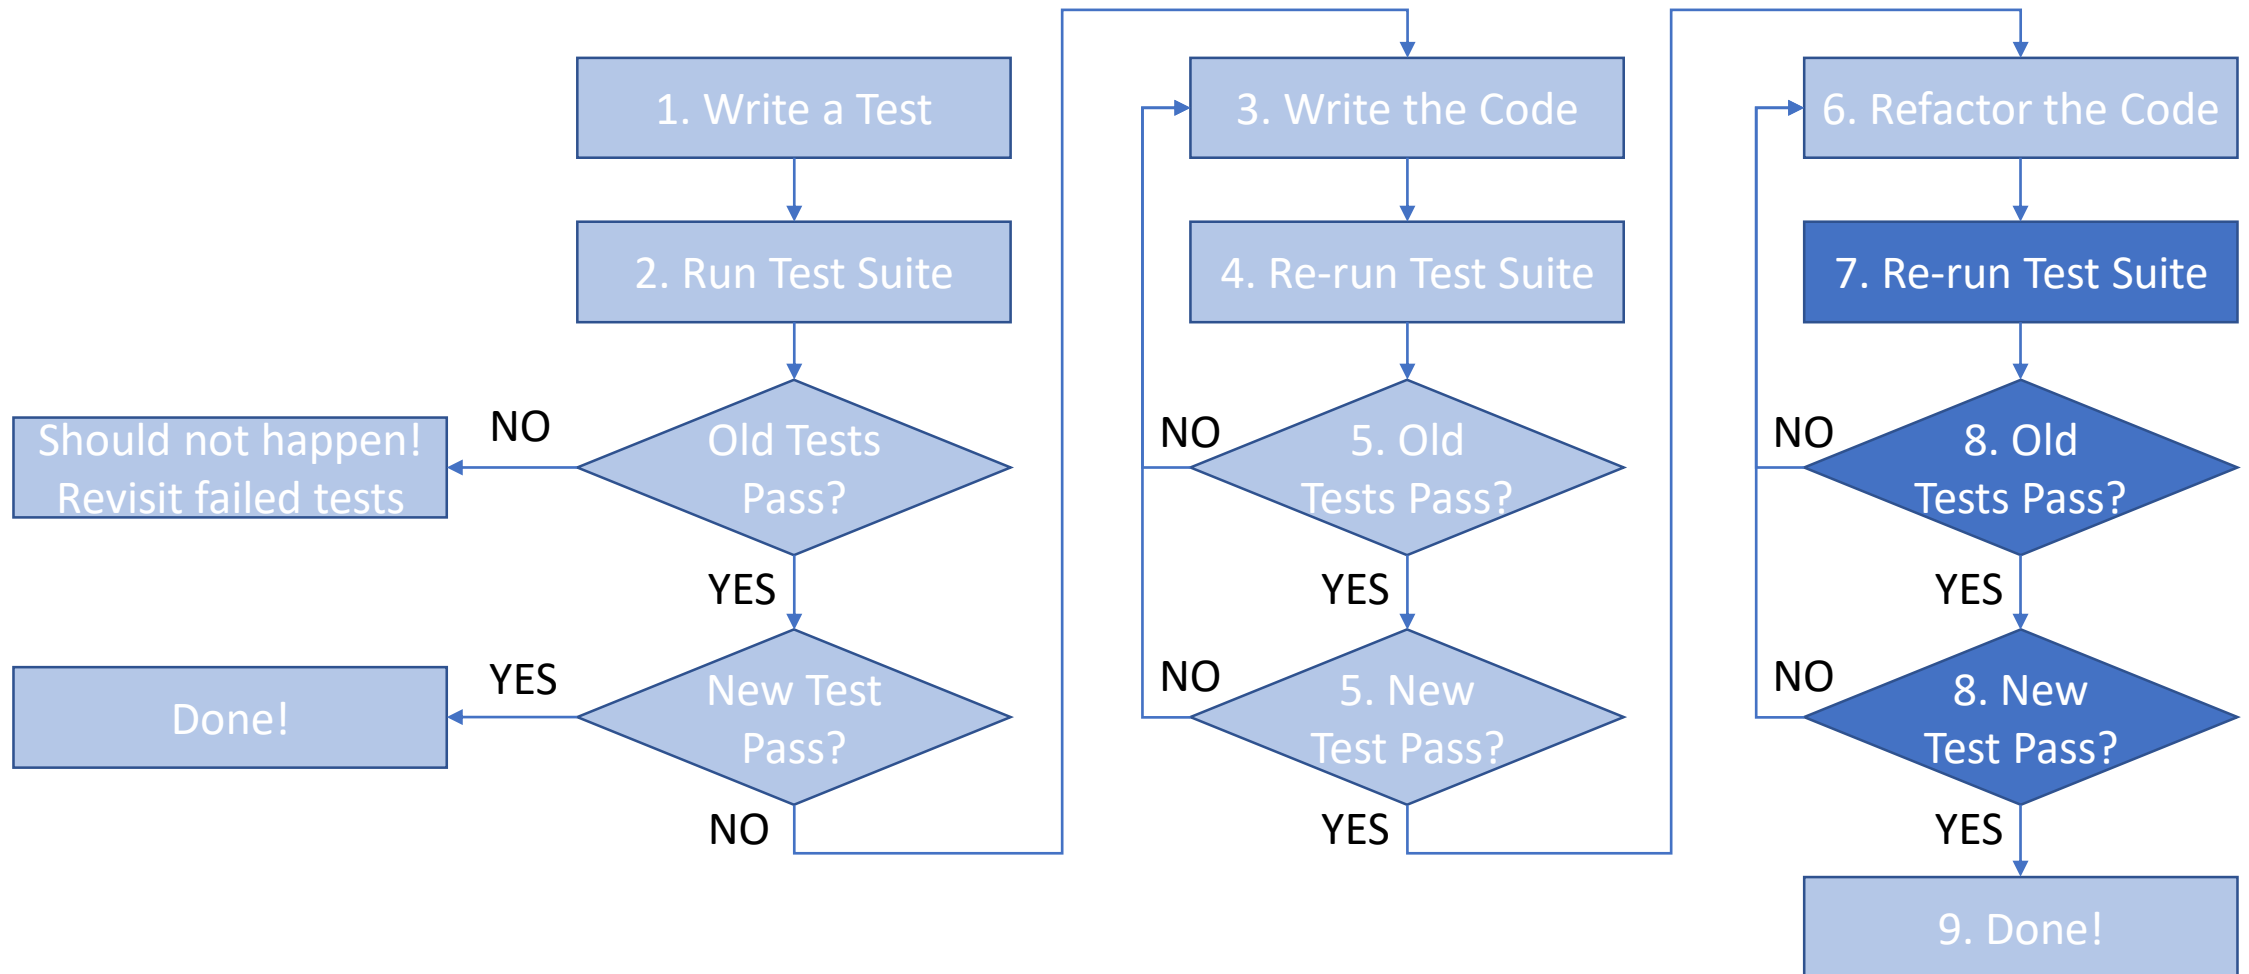 1. Write a Test
2. Run Test Suite
Old Tests
Pass?
NO
Should not happen!
Revisit failed tests
YES
New Test
Pass?
YES
Done!
NO
3. Write the Code
4. Re-run Test Suite
5. Old
Tests Pass?
NO
YES
5. New
Test Pass?
NO
YES
6. Refactor the Code
7. Re-run Test Suite
8. Old
Tests Pass?
NO
YES
8. New
Test Pass?
NO
YES
9. Done!